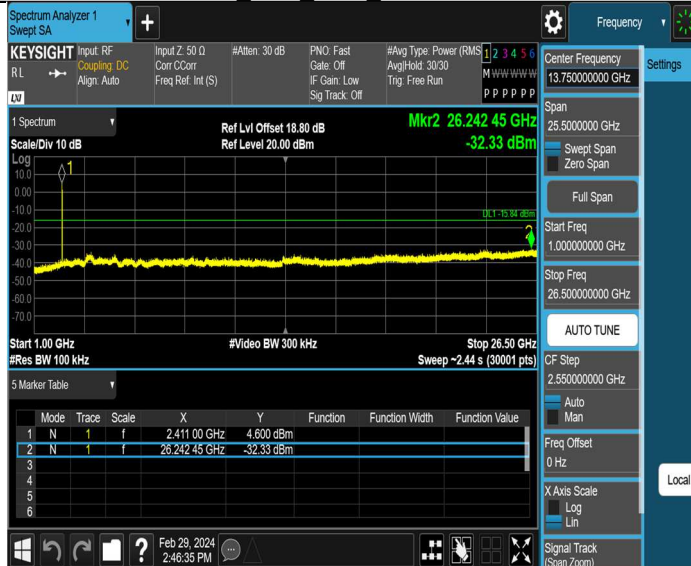 Spectrum Analyzer 1
Swept SA
Frequency
KEYSIGHT
R L
LXI
Input: RF
Coupling: DC
Align: Auto
Input Z: 50 Ω
Corr CCorr
Freq Ref: Int (S)
#Atten: 30 dB
PNO: Fast
Gate: Off
IF Gain: Low
Sig Track: Off
#Avg Type: Power (RMS
Avg|Hold: 30/30
Trig: Free Run
1 2 3 4 5 6
M W W W W W
P P P P P P
1 Spectrum
Scale/Div 10 dB
Ref Lvl Offset 18.80 dB
Ref Level 20.00 dBm
Mkr2 26.242 45 GHz
-32.33 dBm
Log
10.0
0.00
-10.0
-20.0
-30.0
-40.0
-50.0
-60.0
-70.0
1
DL1 -15.84 dBm
2
Start 1.00 GHz
#Res BW 100 kHz
#Video BW 300 kHz
Stop 26.50 GHz
Sweep ~2.44 s (30001 pts)
5 Marker Table
Mode Trace Scale X Y Function Function Width Function Value
1 N 1 f 2.411 00 GHz 4.600 dBm
2 N 1 f 26.242 45 GHz -32.33 dBm
3
4
5
6
?
Feb 29, 2024
2:46:35 PM
Center Frequency
13.750000000 GHz
Span
25.5000000 GHz
Swept Span
Zero Span
Full Span
Start Freq
1.000000000 GHz
Stop Freq
26.500000000 GHz
AUTO TUNE
CF Step
2.550000000 GHz
Auto
Man
Freq Offset
0 Hz
X Axis Scale
Log
Lin
Signal Track
(Span Zoom)
Settings
Local